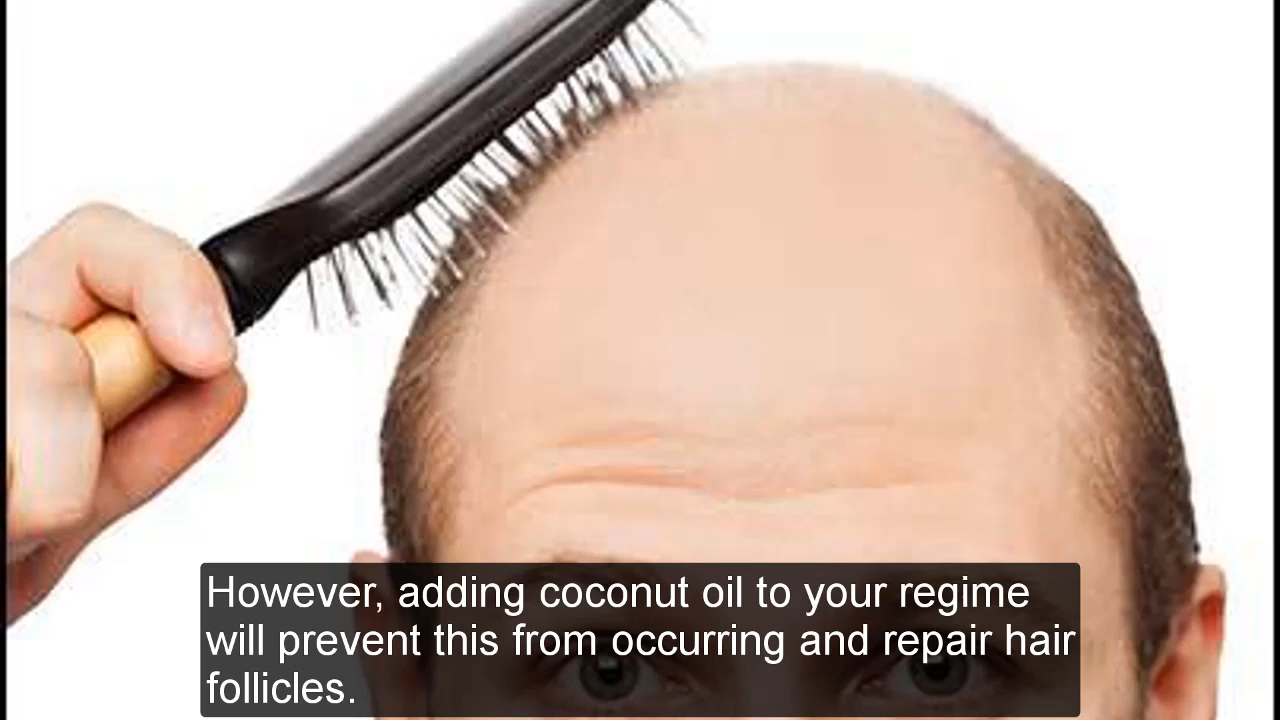 However, adding coconut oil to your regime
will prevent this from occurring and repair hair
follicles.